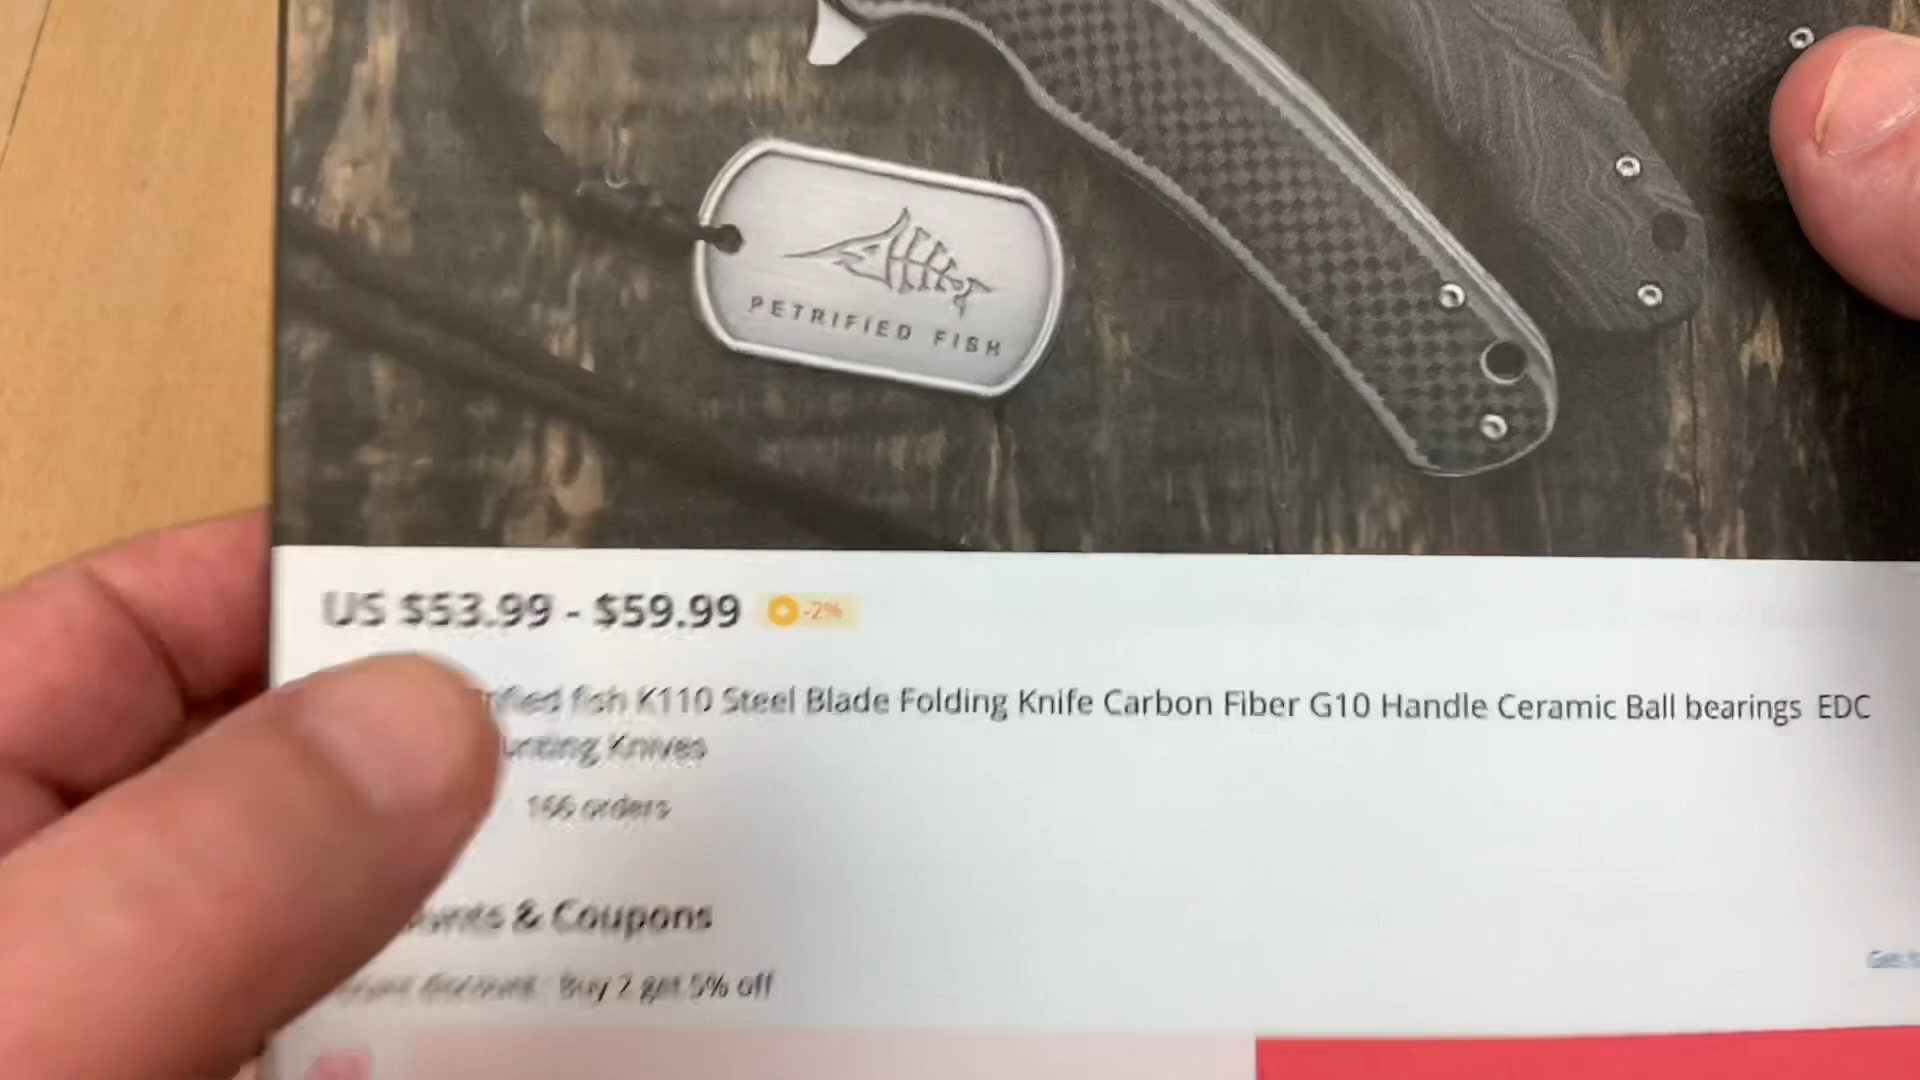 PETRIFIED FISH
US $53.99 - $59.99 -2%
fish K110 Steel Blade Folding Knife Carbon Fiber G10 Handle Ceramic Ball bearings EDC
Knives
166 orders
& Coupons
Buy 2 get 5% off